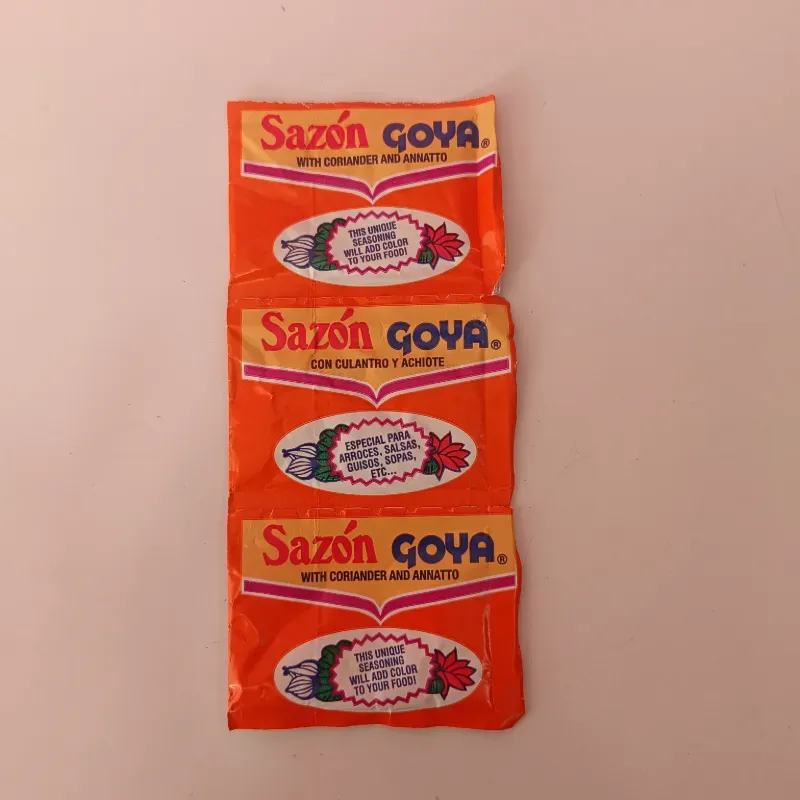 Sazón GOYA®
WITH CORIANDER AND ANNATTO
THIS UNIQUE
SEASONING
WILL ADD COLOR
TO YOUR FOOD!
Sazón GOYA®
CON CULANTRO Y ACHIOTE
ESPECIAL PARA
ARROCES, SALSAS,
GUISOS, SOPAS,
ETC...
Sazón GOYA®
WITH CORIANDER AND ANNATTO
THIS UNIQUE
SEASONING
WILL ADD COLOR
TO YOUR FOOD!